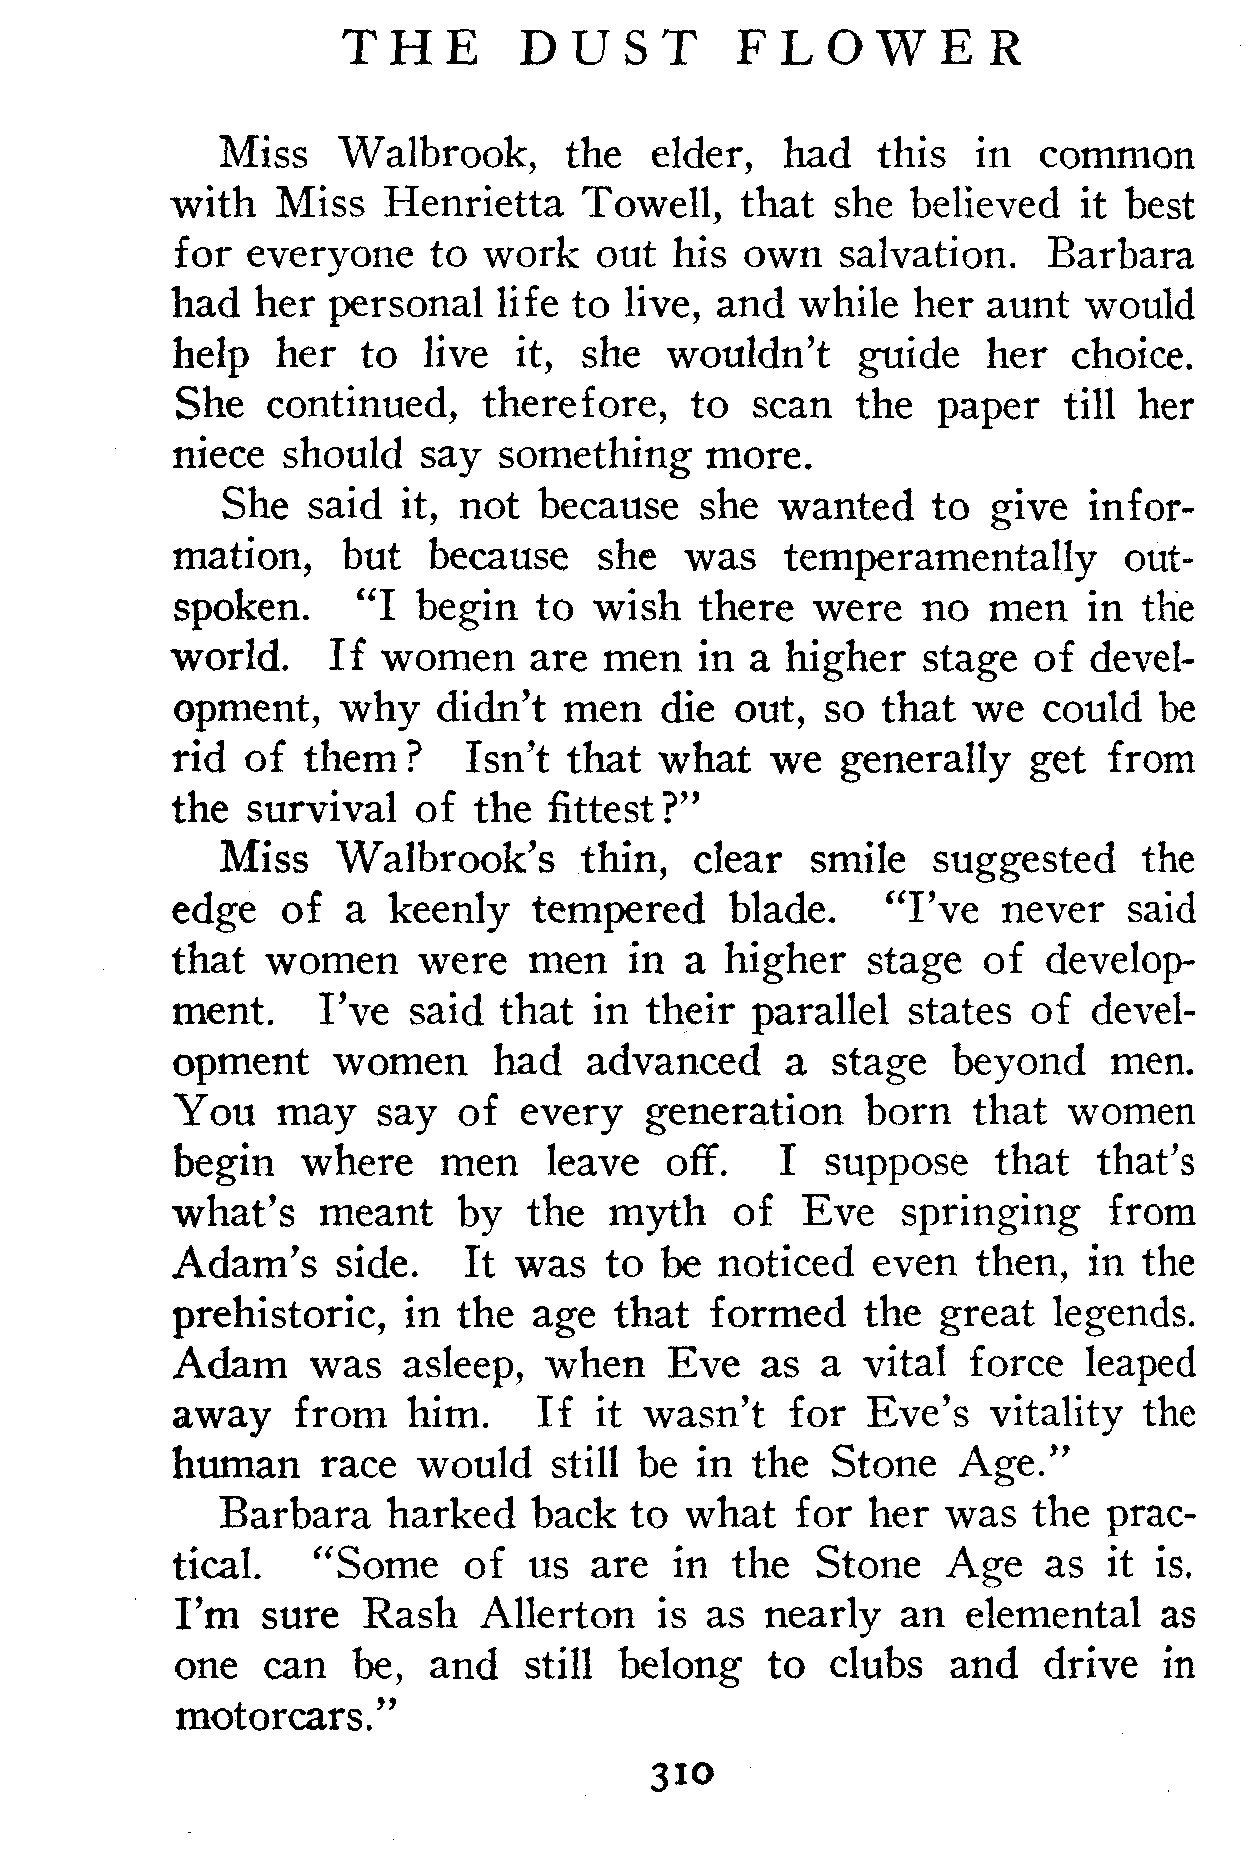 THE DUST FLOWER
Miss Walbrook, the elder, had this in common
with Miss Henrietta Towell, that she believed it best
for everyone to work out his own salvation. Barbara
had her personal life to live, and while her aunt would
help her to live it, she wouldn't guide her choice.
She continued, therefore, to scan the paper till her
niece should say something more.
She said it, not because she wanted to give infor-
mation, but because she was temperamentally out-
spoken. "I begin to wish there were no men in the
world. If women are men in a higher stage of devel-
opment, why didn't men die out, so that we could be
rid of them? Isn't that what we generally get from
the survival of the fittest?"
Miss Walbrook's thin, clear smile suggested the
edge of a keenly tempered blade. "I've never said
that women were men in a higher stage of develop-
ment. I've said that in their parallel states of devel-
opment women had advanced a stage beyond men.
You may say of every generation born that women
begin where men leave off. I suppose that that's
what's meant by the myth of Eve springing from
Adam's side. It was to be noticed even then, in the
prehistoric, in the age that formed the great legends.
Adam was asleep, when Eve as a vital force leaped
away from him. If it wasn't for Eve's vitality the
human race would still be in the Stone Age."
Barbara harked back to what for her was the prac-
tical. "Some of us are in the Stone Age as it is.
I'm sure Rash Allerton is as nearly an elemental as
one can be, and still belong to clubs and drive in
motorcars."
310